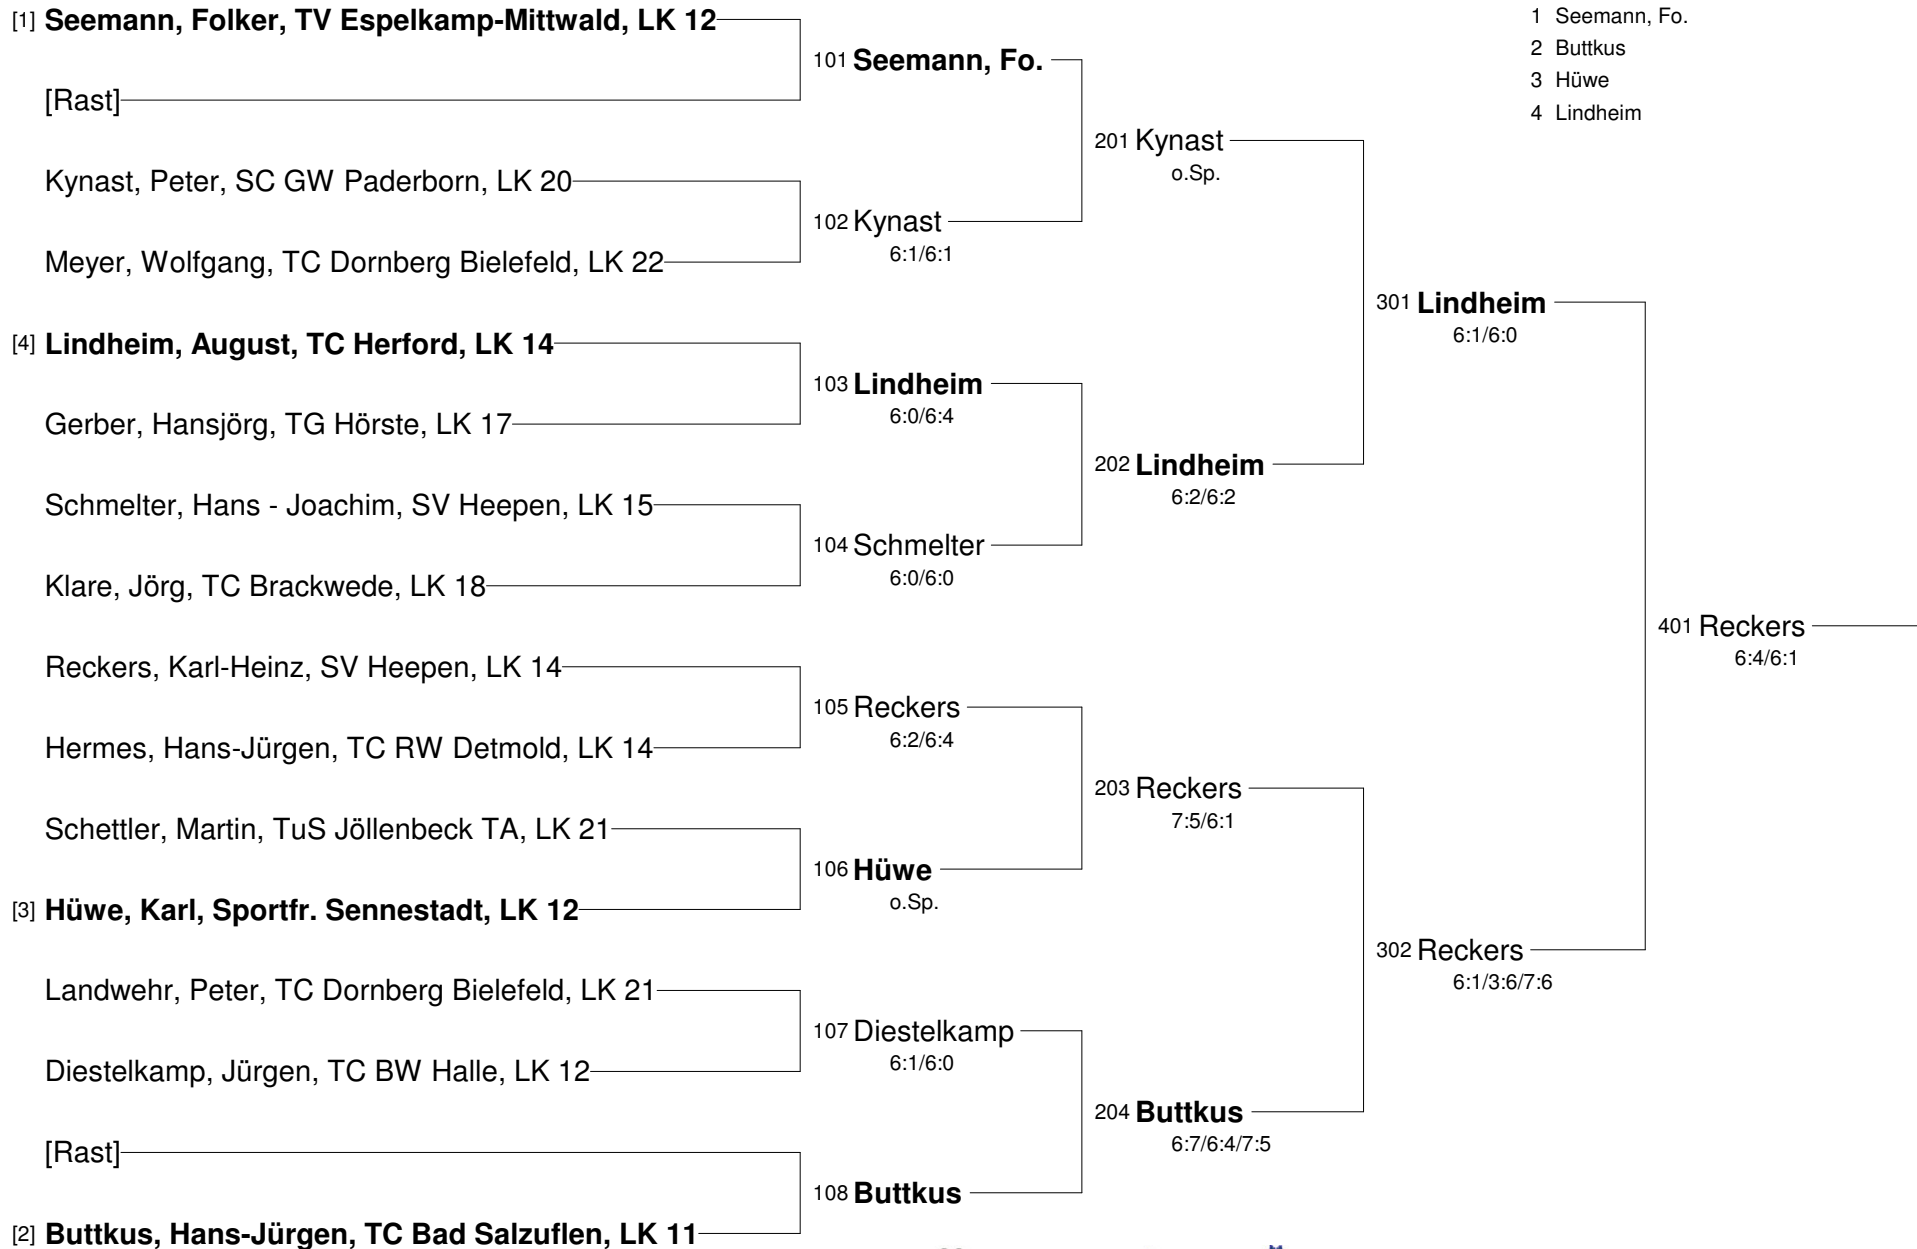 [1] Seemann, Folker, TV Espelkamp-Mittwald, LK 12
[Rast]
Kynast, Peter, SC GW Paderborn, LK 20
Meyer, Wolfgang, TC Dornberg Bielefeld, LK 22
[4] Lindheim, August, TC Herford, LK 14
Gerber, Hansjörg, TG Hörste, LK 17
Schmelter, Hans - Joachim, SV Heepen, LK 15
Klare, Jörg, TC Brackwede, LK 18
Reckers, Karl-Heinz, SV Heepen, LK 14
Hermes, Hans-Jürgen, TC RW Detmold, LK 14
Schettler, Martin, TuS Jöllenbeck TA, LK 21
[3] Hüwe, Karl, Sportfr. Sennestadt, LK 12
Landwehr, Peter, TC Dornberg Bielefeld, LK 21
Diestelkamp, Jürgen, TC BW Halle, LK 12
[Rast]
[2] Buttkus, Hans-Jürgen, TC Bad Salzuflen, LK 11
101 Seemann, Fo.
102 Kynast
6:1/6:1
103 Lindheim
6:0/6:4
104 Schmelter
6:0/6:0
105 Reckers
6:2/6:4
106 Hüwe
o.Sp.
107 Diestelkamp
6:1/6:0
108 Buttkus
201 Kynast
o.Sp.
202 Lindheim
6:2/6:2
203 Reckers
7:5/6:1
204 Buttkus
6:7/6:4/7:5
301 Lindheim
6:1/6:0
302 Reckers
6:1/3:6/7:6
401 Reckers
6:4/6:1
1 Seemann, Fo.
2 Buttkus
3 Hüwe
4 Lindheim